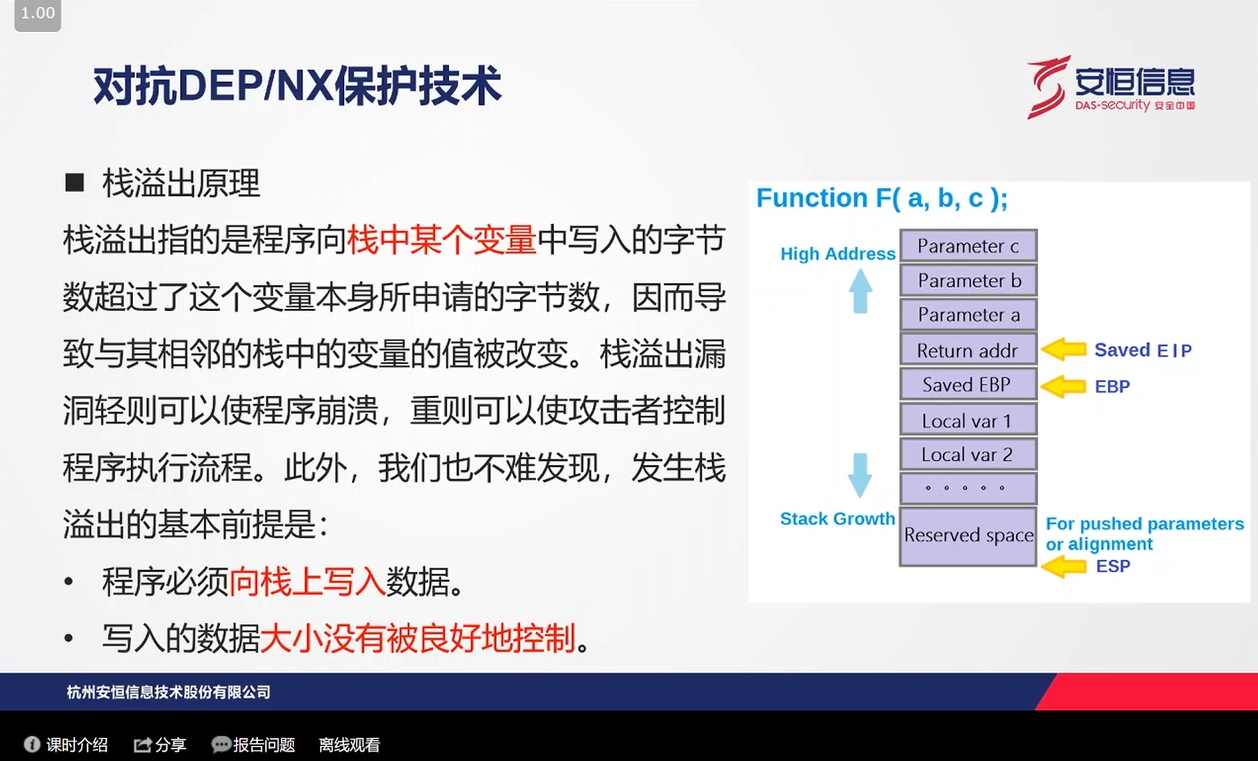 1.00
对抗DEP/NX保护技术
安恒信息
DAS-security 安全中国
■ 栈溢出原理
栈溢出指的是程序向栈中某个变量中写入的字节
数超过了这个变量本身所申请的字节数，因而导
致与其相邻的栈中的变量的值被改变。栈溢出漏
洞轻则可以使程序崩溃，重则可以使攻击者控制
程序执行流程。此外，我们也不难发现，发生栈
溢出的基本前提是：
• 程序必须向栈上写入数据。
• 写入的数据大小没有被良好地控制。
Function F( a, b, c );
High Address
Parameter c
Parameter b
Parameter a
Return addr
Saved EIP
Saved EBP
EBP
Local var 1
Local var 2
。。。。。
Stack Growth
Reserved space
For pushed parameters
or alignment
ESP
杭州安恒信息技术股份有限公司
课时介绍 分享 报告问题 离线观看